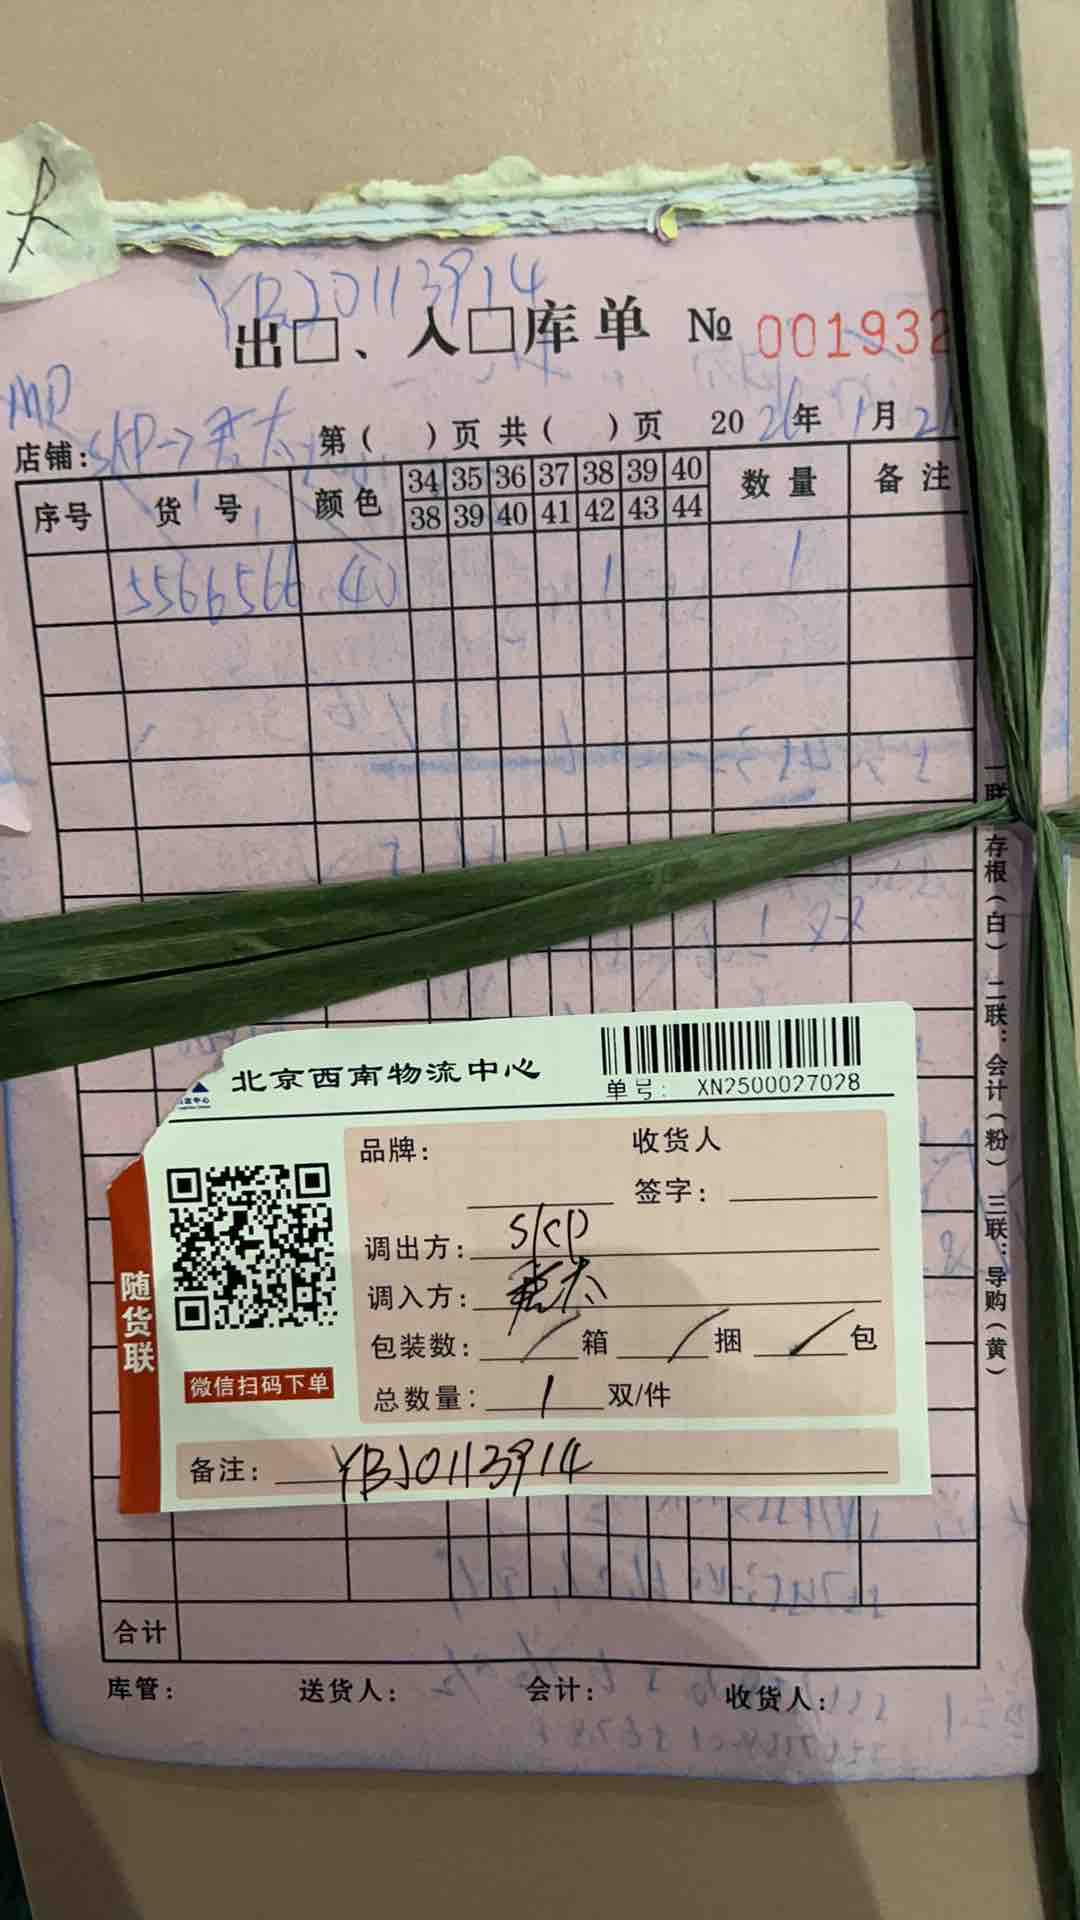 大
YBJ0113914
出□、入□库单 № 001932
MD
店铺:SKP→ 第( )页 共( )页 2026年1月21
序号 货号 颜色 34 35 36 37 38 39 40 数量 备注
38 39 40 41 42 43 44
5566566 40 1 1
一联:存根(白) 二联:会计(粉) 三联:导购(黄)
北京西南物流中心
单号: XN2500027028
品牌: 收货人
签字:
调出方: SKP
调入方:
包装数: / 箱 / 捆 ✓ 包
总数量: 1 双/件
备注: YBJ0113914
随货联
微信扫码下单
合计
库管: 送货人: 会计: 收货人: